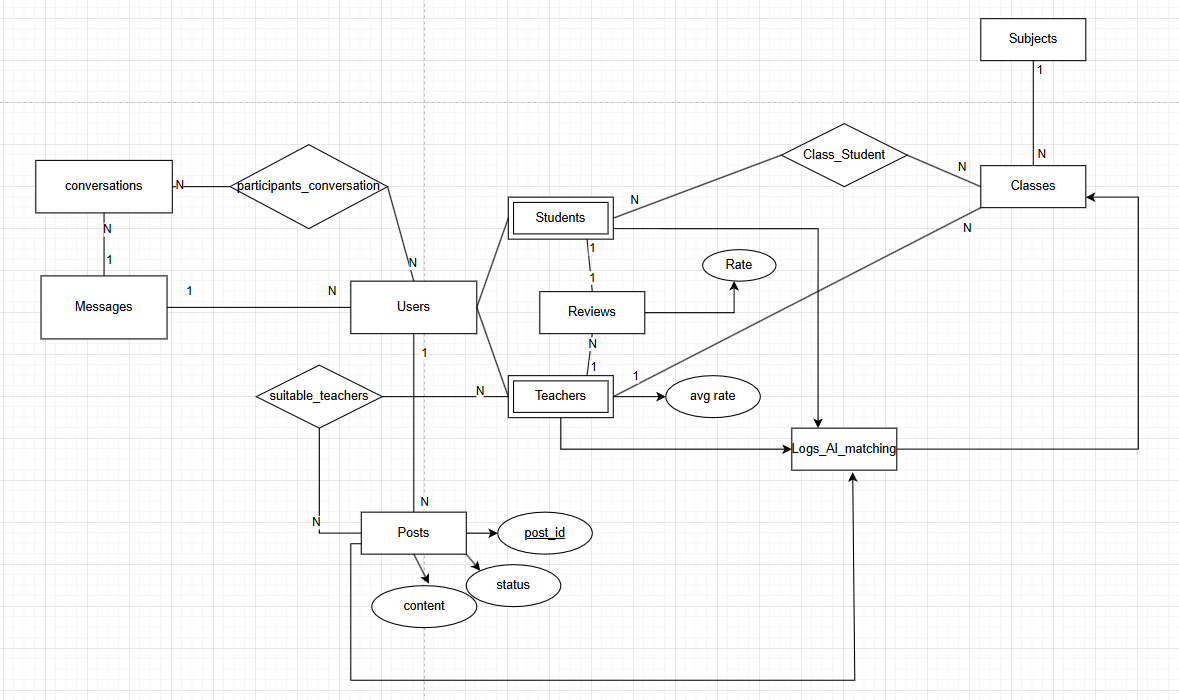 Subjects
1
N
Class_Student
N
N
Classes
N
conversations
N
participants_conversation
N
Students
1
1
Rate
N
1
Messages
1
N
Users
Reviews
1
N
1
1
suitable_teachers
N
Teachers
avg rate
Logs_AI_matching
N
N
Posts
post_id
status
content